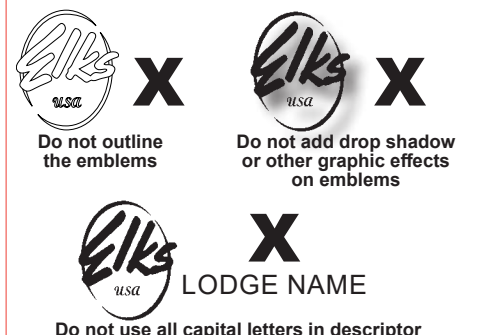 Elks
usa
X
Do not outline
the emblems
Elks
usa
X
Do not add drop shadow
or other graphic effects
on emblems
Elks
usa
X
LODGE NAME
Do not use all capital letters in descriptor